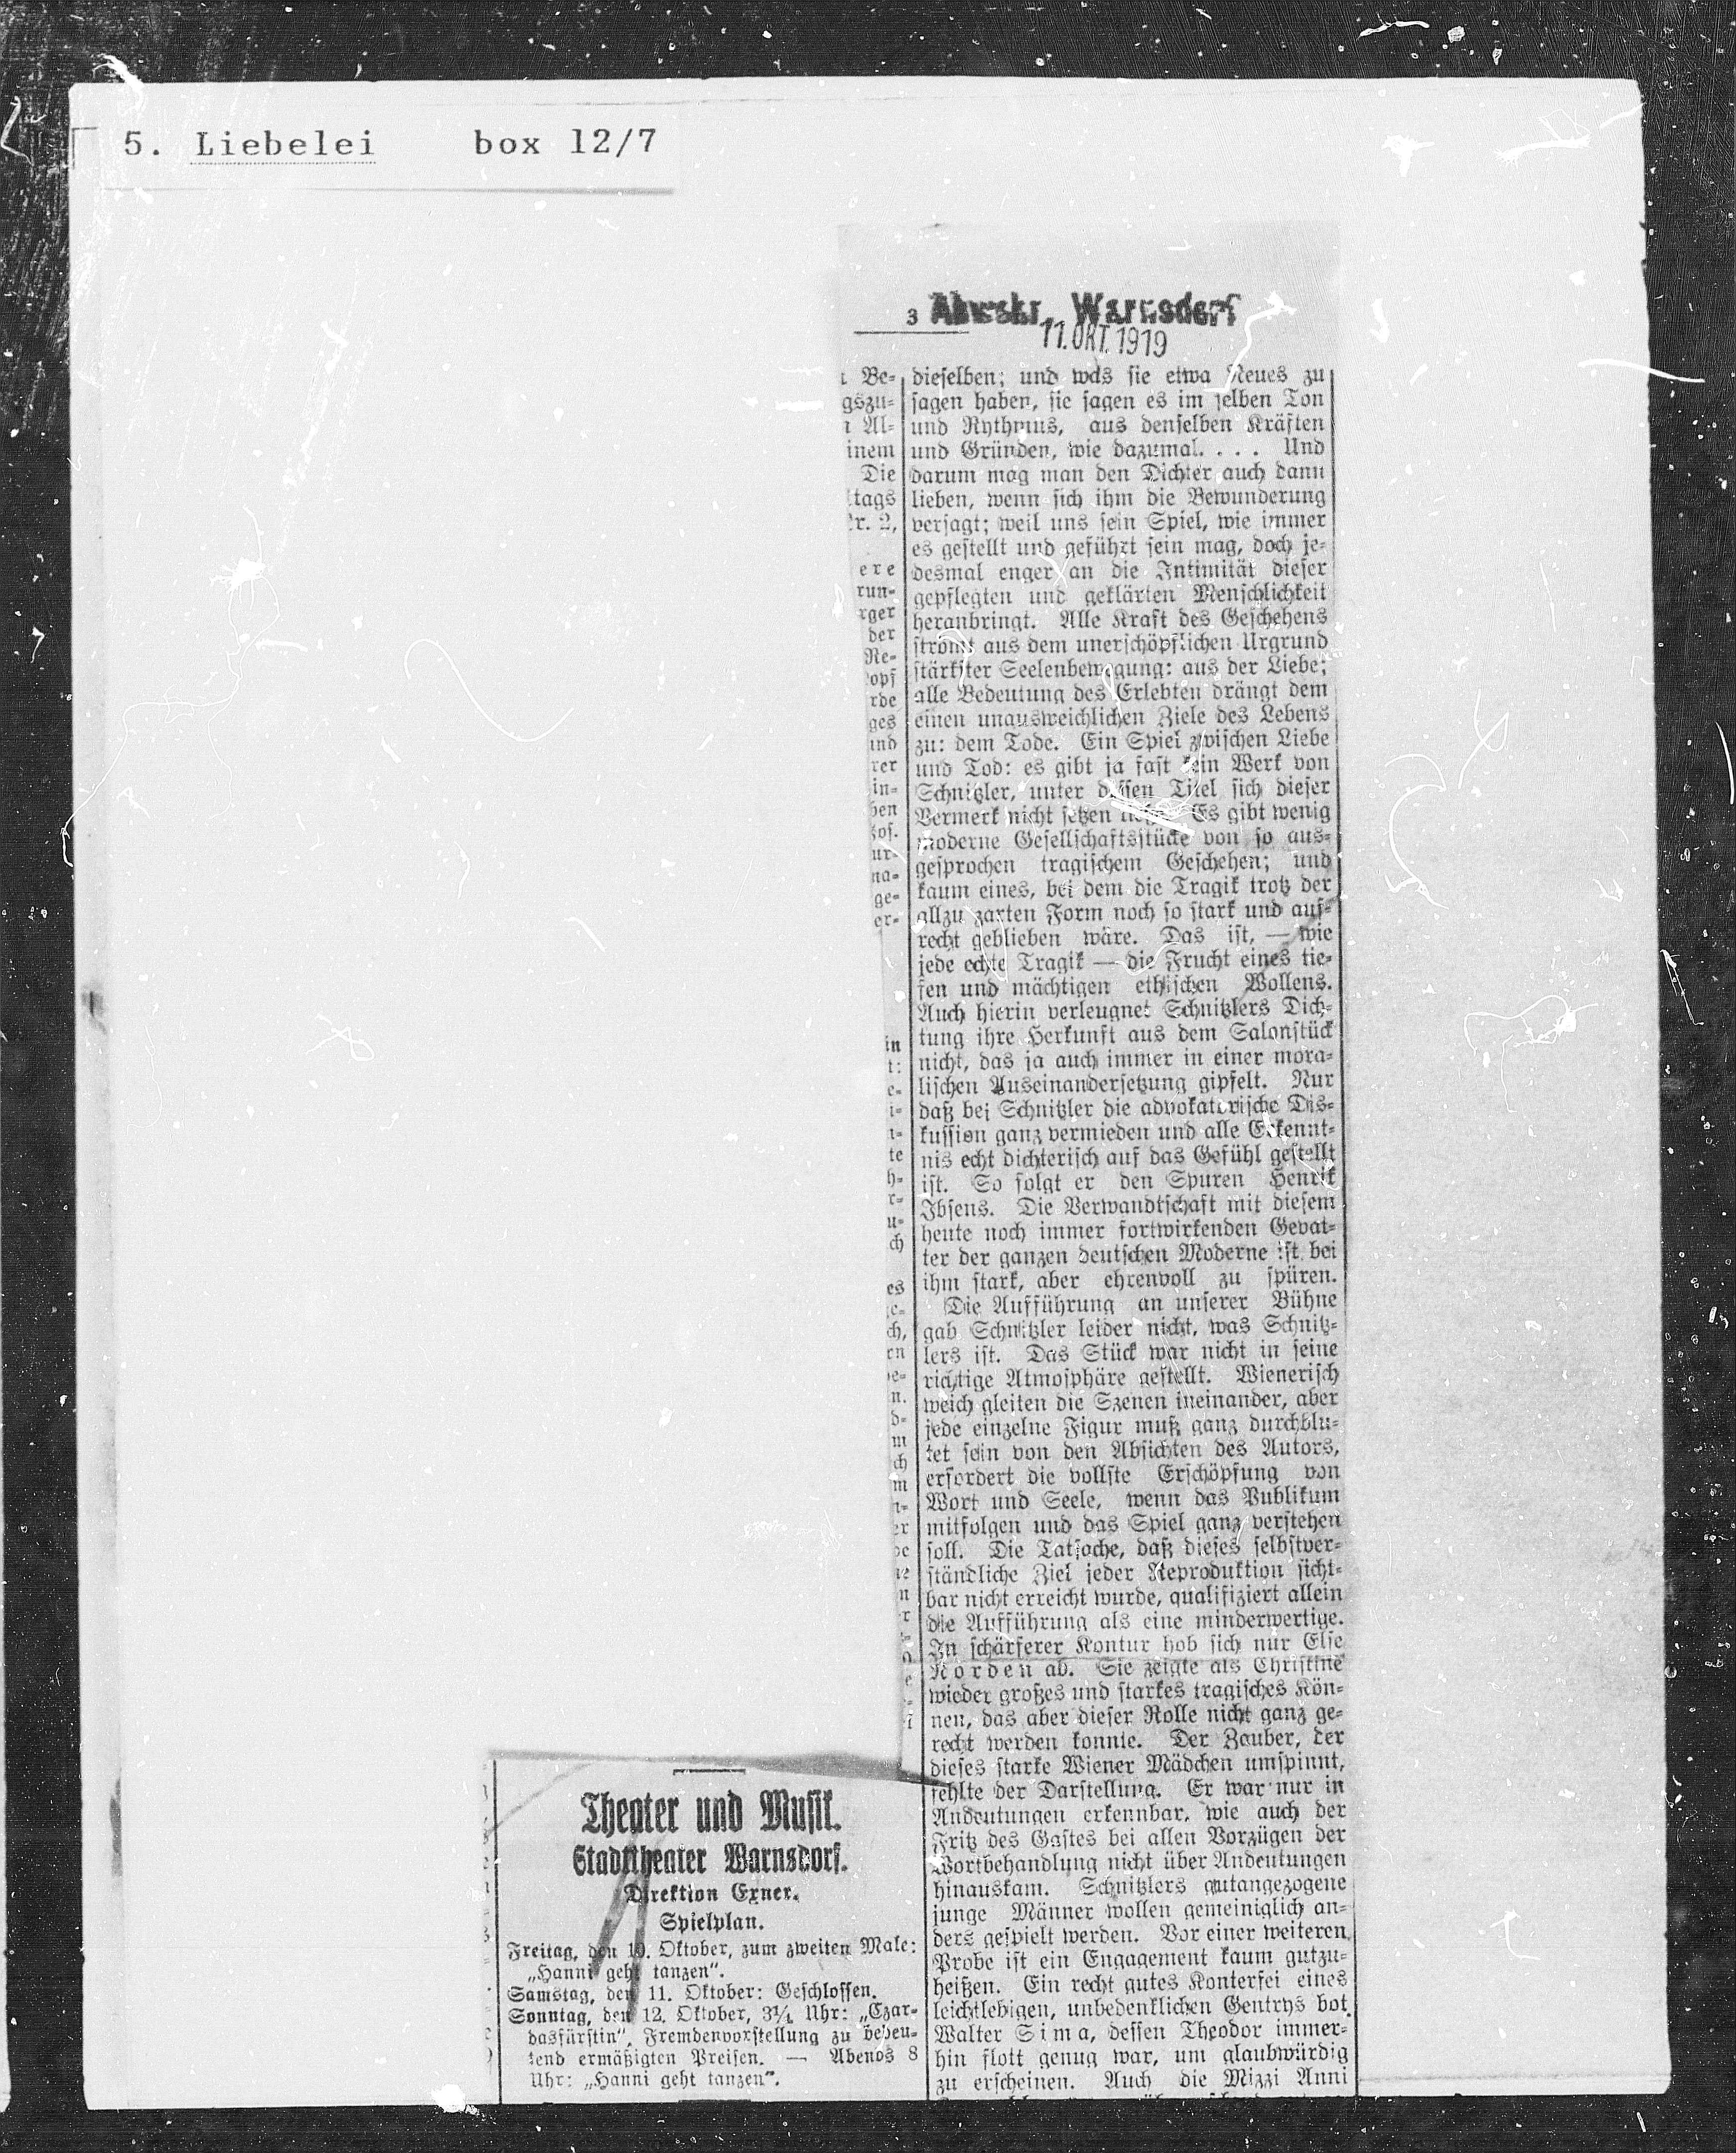 5. Liebelei box 12/7
3
Abwehr, Warnsdorf
11. OKT. 1919
dieselben; und was sie etwa Neues zu
sagen haben, sie sagen es im selben Ton
und Rythmus, aus denselben Kräften
und Gründen, wie dazumal. . . . Und
darum mag man den Dichter auch dann
lieben, wenn sich ihm die Bewunderung
versagt; weil uns sein Spiel, wie immer
es gestellt und geführt sein mag, doch je-
desmal enger an die Intimität dieser
gepflegten und geklärten Menschlichkeit
heranbringt. Alle Kraft des Geschehens
strömt aus dem unerschöpflichen Urgrund
stärkster Seelenbewegung: aus der Liebe;
alle Bedeutung des Erlebten drängt dem
einen unausweichlichen Ziele des Lebens
zu: dem Tode. Ein Spiel zwischen Liebe
und Tod: es gibt ja fast kein Werk von
Schnitzler, unter dessen Titel sich dieser
Vermerk nicht setzen ließe. Es gibt wenig
moderne Gesellschaftsstücke von so aus-
gesprochen tragischem Geschehen; und
kaum eines, bei dem die Tragik trotz der
allzu zarten Form noch so stark und auf-
recht geblieben wäre. Das ist, — wie
jede echte Tragik — die Frucht eines tie-
fen und mächtigen ethischen Wollens.
Auch hierin verleugnet Schnitzlers Dich-
tung ihre Herkunft aus dem Salonstück
nicht, das ja auch immer in einer mora-
lischen Auseinandersetzung gipfelt. Nur
daß bei Schnitzler die advokatorische Dis-
kussion ganz vermieden und alle Erkennt-
nis echt dichterisch auf das Gefühl gestellt
ist. So folgt er den Spuren Henrik
Ibsens. Die Verwandtschaft mit diesem
heute noch immer fortwirkenden Gevat-
ter der ganzen deutschen Moderne ist bei
ihm stark, aber ehrenvoll zu spüren.
Die Aufführung an unserer Bühne
gab Schnitzler leider nicht, was Schnitz-
lers ist. Das Stück war nicht in seine
richtige Atmosphäre gestellt. Wienerisch
weich gleiten die Szenen ineinander, aber
jede einzelne Figur muß ganz durchblu-
tet sein von den Absichten des Autors,
erfordert die vollste Erschöpfung von
Wort und Seele, wenn das Publikum
mitfolgen und das Spiel ganz verstehen
soll. Die Tatsache, daß dieses selbstver-
ständliche Ziel jeder Reproduktion sicht-
bar nicht erreicht wurde, qualifiziert allein
die Aufführung als eine minderwertige.
In schärferer Kontur hob sich nur Else
Norden ab. Sie zeigte als Christine
wieder großes und starkes tragisches Kön-
nen, das aber dieser Rolle nicht ganz ge-
recht werden konnte. Der Zauber, der
dieses starke Wiener Mädchen umspinnt,
fehlte der Darstellung. Er war nur in
Andeutungen erkennbar, wie auch der
Fritz des Gastes bei allen Vorzügen der
Wortbehandlung nicht über Andeutungen
hinauskam. Schnitzlers gutangezogene
junge Männer wollen gemeiniglich an-
ders gespielt werden. Vor einer weiteren
Probe ist ein Engagement kaum gutzu-
heißen. Ein recht gutes Konterfei eines
leichtlebigen, unbedenklichen Gentrys bot
Walter Sima, dessen Theodor immer-
hin flott genug war, um glaubwürdig
zu erscheinen. Auch die Mizzi Anni
Theater und Musik.
Stadttheater Warnsdorf.
Direktion Exner.
Spielplan.
Freitag, den 10. Oktober, zum zweiten Male:
„Hanni geht tanzen".
Samstag, den 11. Oktober: Geschlossen.
Sonntag, den 12. Oktober, 3¼ Uhr: „Czar-
dasfürstin", Fremdenvorstellung zu bedeu-
tend ermäßigten Preisen. — Abends 8
Uhr: „Hanni geht tanzen".